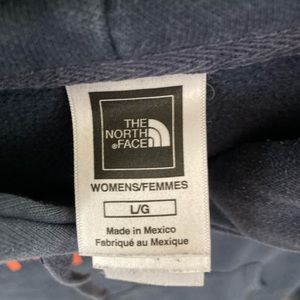 THE
NORTH
®FACE
WOMENS/FEMMES
L/G
Made in Mexico
Fabriqué au Mexique